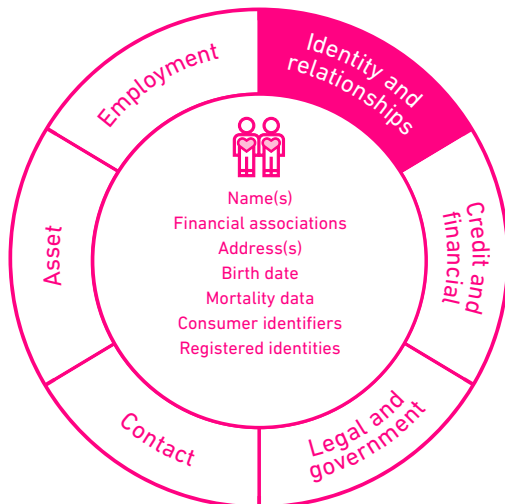 Employment
Identity and
relationships
Name(s)
Financial associations
Address(s)
Birth date
Mortality data
Consumer identifiers
Registered identities
Asset
Credit and
financial
Contact
Legal and
government